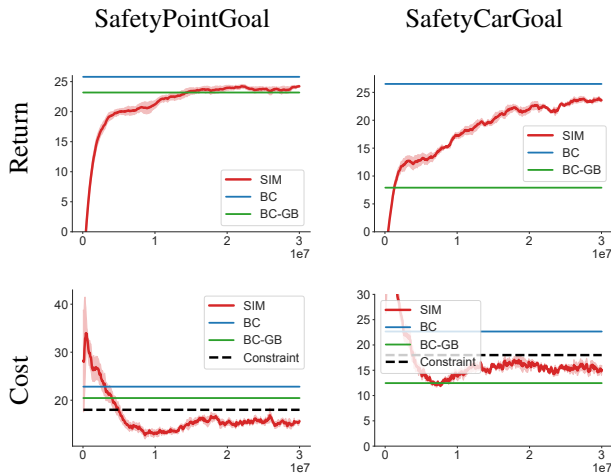 SafetyPointGoal
SafetyCarGoal
Return
25
20
15
10
5
0
SIM
BC
BC-GB
0
1
2
3
1e7
25
20
15
10
5
0
SIM
BC
BC-GB
0
1
2
3
1e7
Cost
40
30
20
SIM
BC
BC-GB
Constraint
0
1
2
3
1e7
30
25
20
15
10
5
0
SIM
BC
BC-GB
Constraint
0
1
2
3
1e7